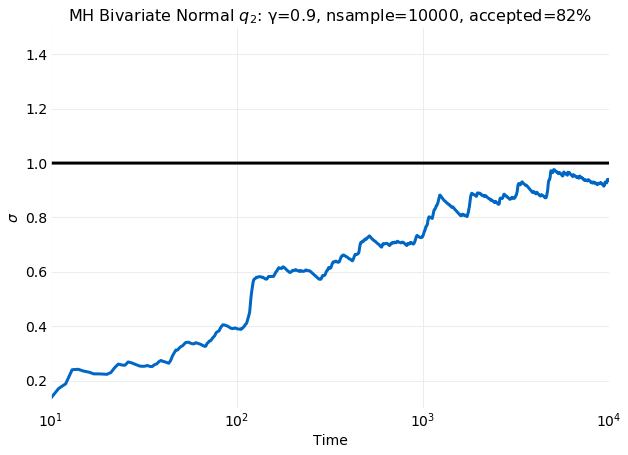 MH Bivariate Normal q₂: γ=0.9, nsample=10000, accepted=82%
1.4
1.2
1.0
0.8
0.6
0.4
0.2
σ
10¹ 10² 10³ 10⁴
Time